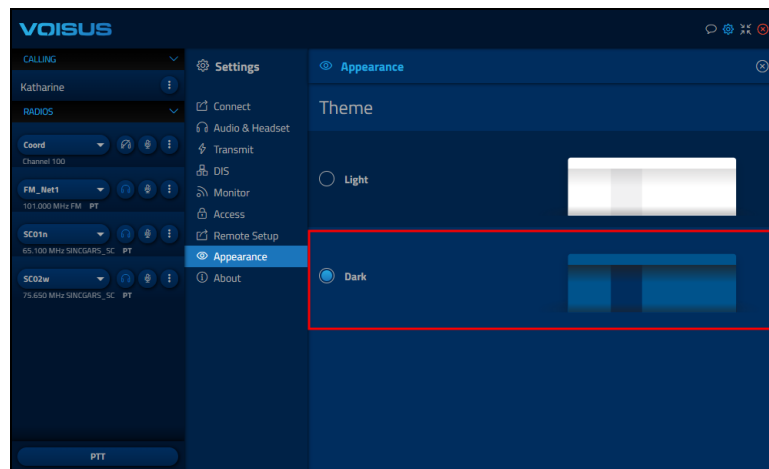 VOISUS
CALLING
Katharine
RADIOS
Coord
Channel 100
FM_Net1
101.000 MHz FM PT
SC01n
65.100 MHz SINCGARS_SC PT
SC02w
75.650 MHz SINCGARS_SC PT
PTT
Settings
Connect
Audio & Headset
Transmit
DIS
Monitor
Access
Remote Setup
Appearance
About
Appearance
Theme
Light
Dark